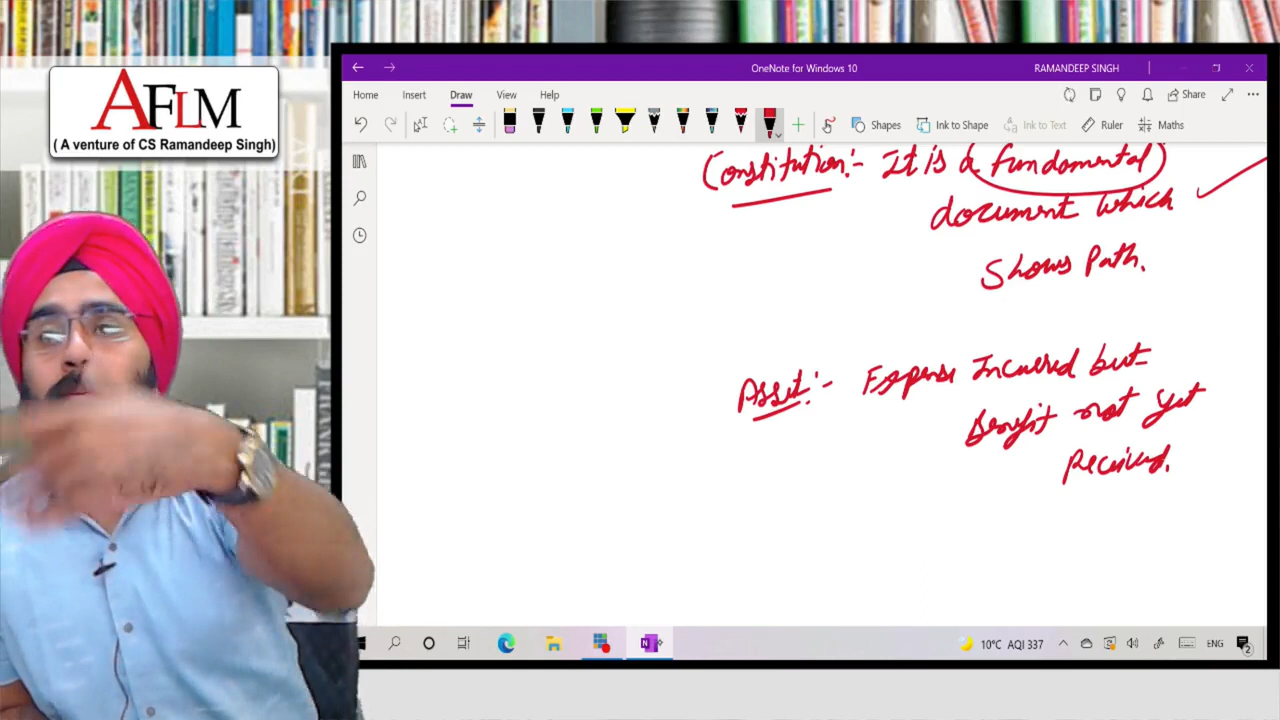 AFLM
( A venture of CS Ramandeep Singh)
OneNote for Windows 10
RAMANDEEP SINGH
Home Insert Draw View Help
Share
Shapes Ink to Shape Ink to Text Ruler Maths
Constitution:- It is a fundamental
document which
shows Path.
Asset:- Expense Incurred but
Benefit not yet
Received.
10°C AQI 337
ENG
2